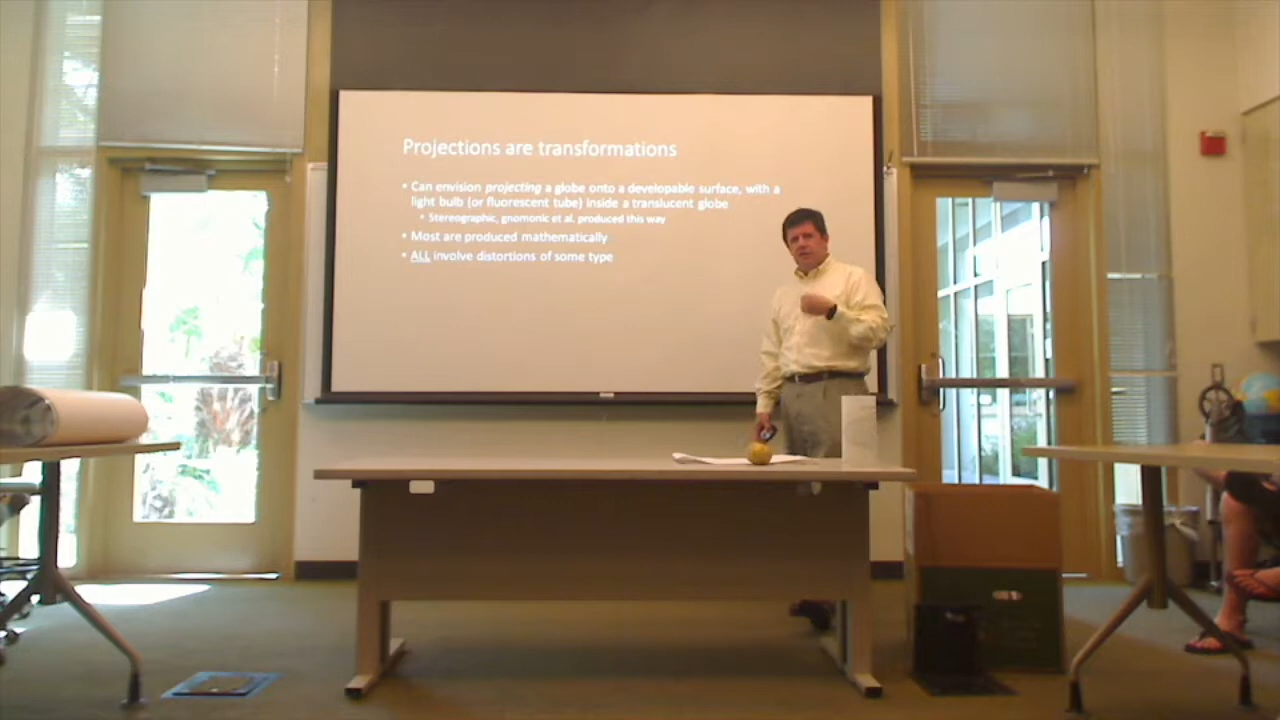 Projections are transformations
• Can envision projecting a globe onto a developable surface, with a
light bulb (or fluorescent tube) inside a translucent globe
• Stereographic, gnomonic et al. produced this way
• Most are produced mathematically
• ALL involve distortions of some type